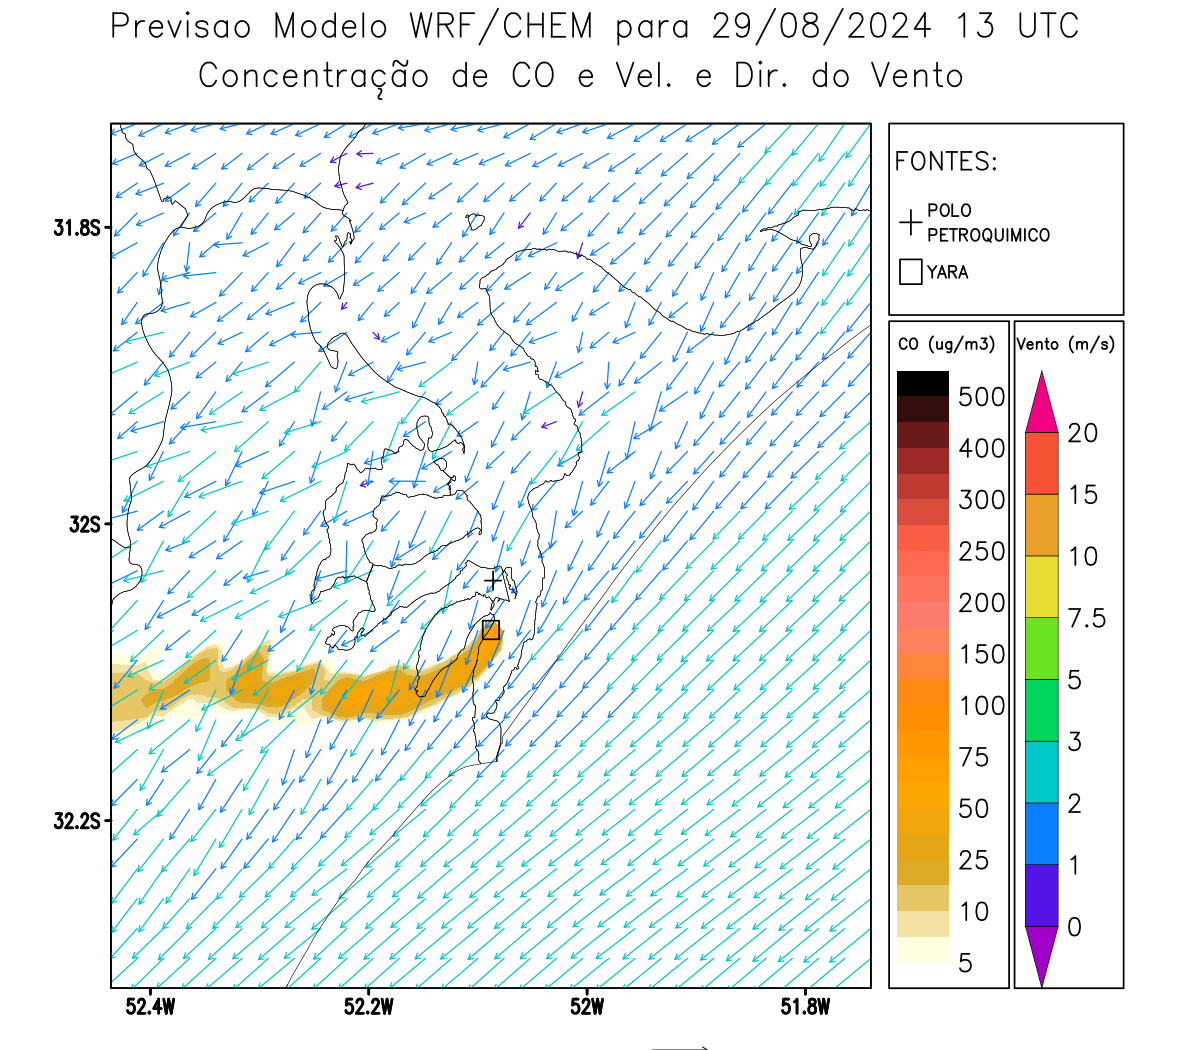 Previsao Modelo WRF/CHEM para 29/08/2024 13 UTC
Concentração de CO e Vel. e Dir. do Vento
FONTES:
POLO
PETROQUIMICO
YARA
CO (ug/m3)
500
400
300
250
200
150
100
75
50
25
10
5
Vento (m/s)
20
15
10
7.5
5
3
2
1
0
31.8S
32S
32.2S
52.4W
52.2W
52W
51.8W